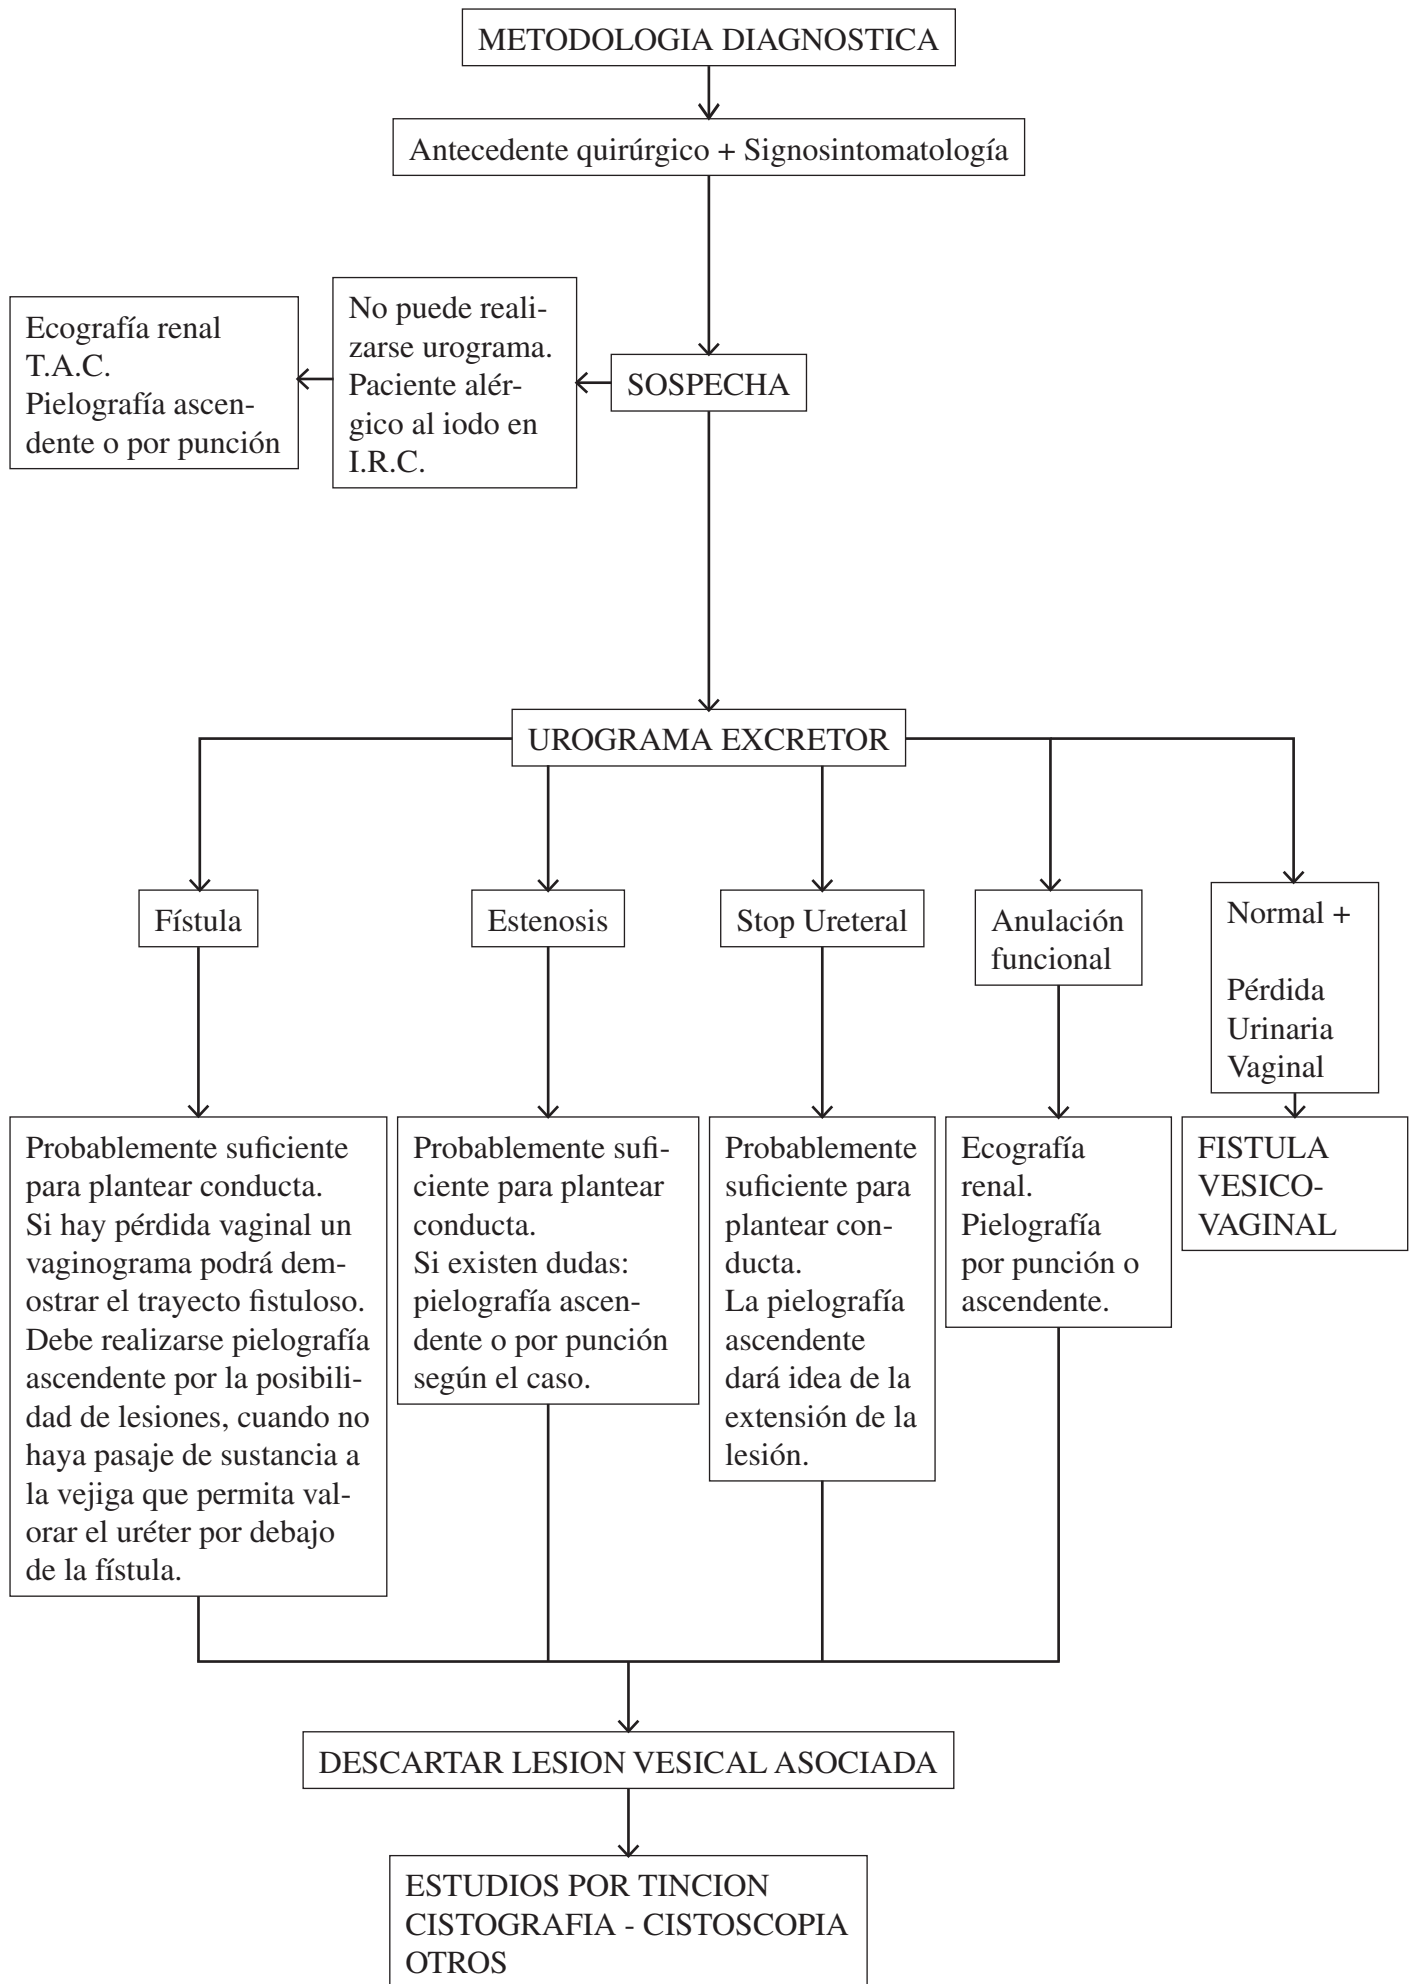 METODOLOGIA DIAGNOSTICA
Antecedente quirúrgico + Signosintomatología
Ecografía renal
T.A.C.
Pielografía ascen-
dente o por punción
No puede reali-
zarse urograma.
Paciente alér-
gico al iodo en
I.R.C.
SOSPECHA
UROGRAMA EXCRETOR
Fístula
Estenosis
Stop Ureteral
Anulación
funcional
Normal +
Pérdida
Urinaria
Vaginal
Probablemente suficiente
para plantear conducta.
Si hay pérdida vaginal un
vaginograma podrá dem-
ostrar el trayecto fistuloso.
Debe realizarse pielografía
ascendente por la posibili-
dad de lesiones, cuando no
haya pasaje de sustancia a
la vejiga que permita val-
orar el uréter por debajo
de la fístula.
Probablemente sufi-
ciente para plantear
conducta.
Si existen dudas:
pielografía ascen-
dente o por punción
según el caso.
Probablemente
suficiente para
plantear con-
ducta.
La pielografía
ascendente
dará idea de la
extensión de la
lesión.
Ecografía
renal.
Pielografía
por punción o
ascendente.
FISTULA
VESICO-
VAGINAL
DESCARTAR LESION VESICAL ASOCIADA
ESTUDIOS POR TINCION
CISTOGRAFIA - CISTOSCOPIA
OTROS